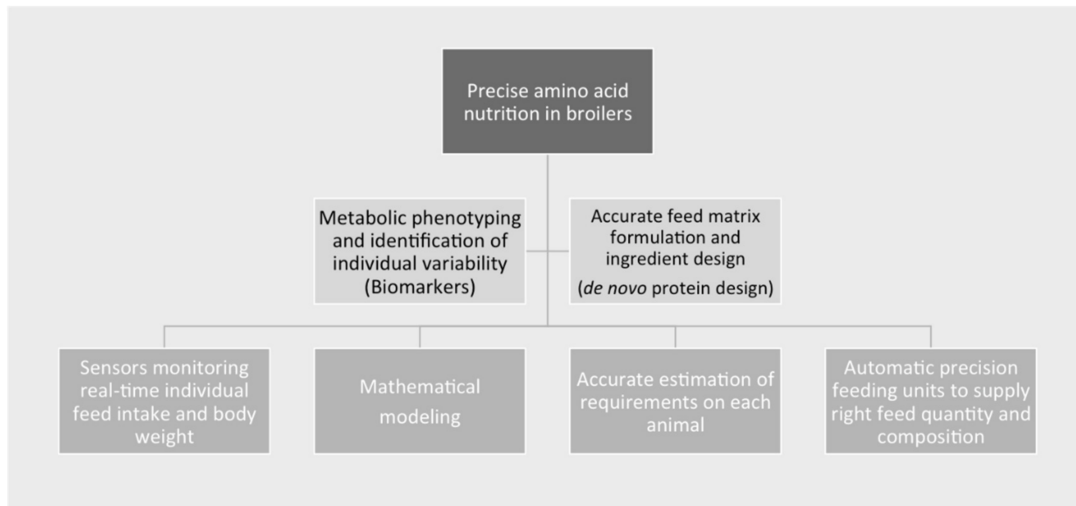 Precise amino acid
nutrition in broilers
Metabolic phenotyping
and identification of
individual variability
(Biomarkers)
Accurate feed matrix
formulation and
ingredient design
(de novo protein design)
Sensors monitoring
real-time individual
feed intake and body
weight
Mathematical
modeling
Accurate estimation of
requirements on each
animal
Automatic precision
feeding units to supply
right feed quantity and
composition